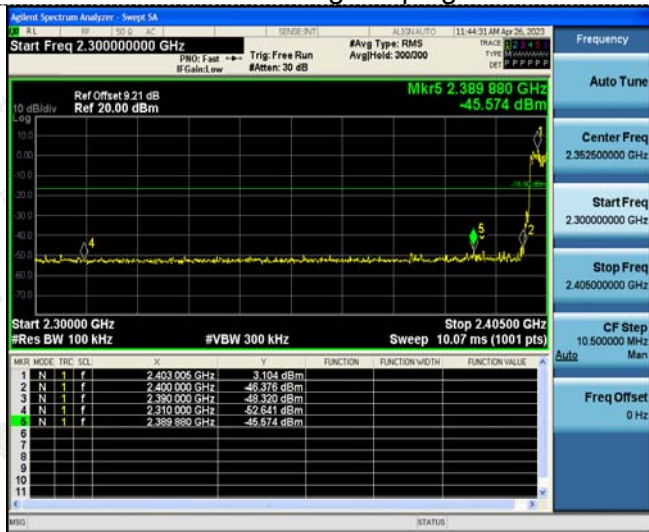 Agilent Spectrum Analyzer - Swept SA
RL RF 50 Ω AC SENSE:INT ALIGN AUTO 11:44:31 AM Apr 26, 2023
Start Freq 2.300000000 GHz
PNO: Fast
IFGain:Low
Trig: Free Run
#Atten: 30 dB
#Avg Type: RMS
Avg|Hold: 300/300
TRACE 1 2 3 4 5 6
TYPE
DET P P P P P P
Frequency
Mkr5 2.389 880 GHz
-45.574 dBm
Ref Offset 9.21 dB
Ref 20.00 dBm
10 dB/div
Log
10.0
0.00
-10.0
-20.0
-30.0
-40.0
-50.0
-60.0
-70.0
1
2
4
5
Start 2.30000 GHz
Stop 2.40500 GHz
#Res BW 100 kHz
#VBW 300 kHz
Sweep 10.07 ms (1001 pts)
MKR MODE TRC SCL X Y FUNCTION FUNCTION WIDTH FUNCTION VALUE
1 N 1 f 2.403 005 GHz 3.104 dBm
2 N 1 f 2.400 000 GHz -46.376 dBm
3 N 1 f 2.390 000 GHz -48.320 dBm
4 N 1 f 2.310 000 GHz -52.641 dBm
5 N 1 f 2.389 880 GHz -45.574 dBm
6
7
8
9
10
11
MSG
STATUS
Auto Tune
Center Freq
2.352500000 GHz
Start Freq
2.300000000 GHz
Stop Freq
2.405000000 GHz
CF Step
10.500000 MHz
Auto Man
Freq Offset
0 Hz